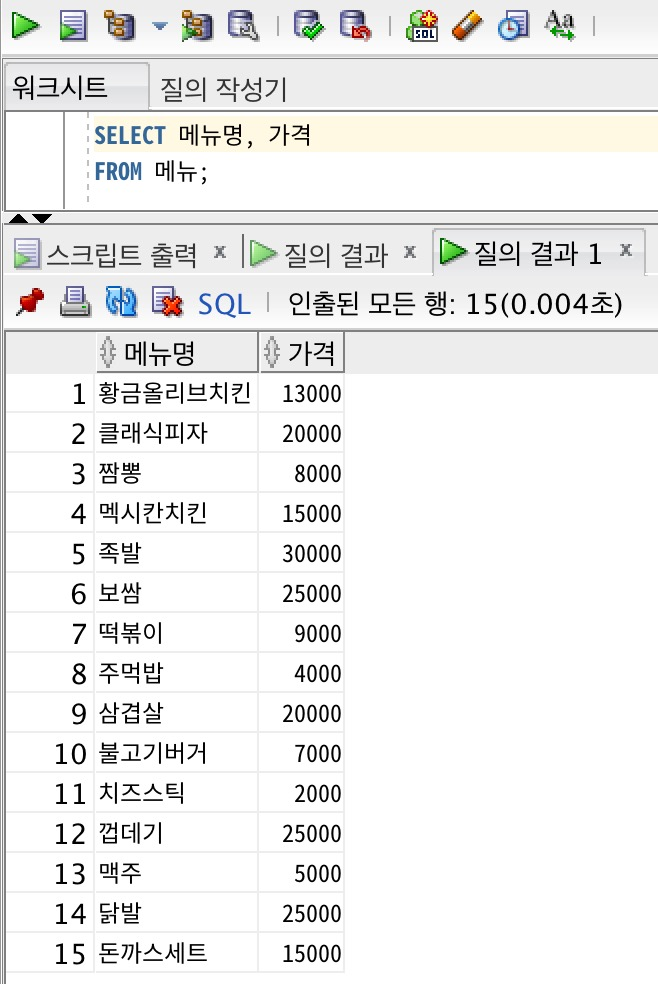 워크시트 질의 작성기
SELECT 메뉴명, 가격
FROM 메뉴;
스크립트 출력 x 질의 결과 x 질의 결과 1 x
SQL 인출된 모든 행: 15(0.004초)
메뉴명 가격
1 황금올리브치킨 13000
2 클래식피자 20000
3 짬뽕 8000
4 멕시칸치킨 15000
5 족발 30000
6 보쌈 25000
7 떡볶이 9000
8 주먹밥 4000
9 삼겹살 20000
10 불고기버거 7000
11 치즈스틱 2000
12 껍데기 25000
13 맥주 5000
14 닭발 25000
15 돈까스세트 15000